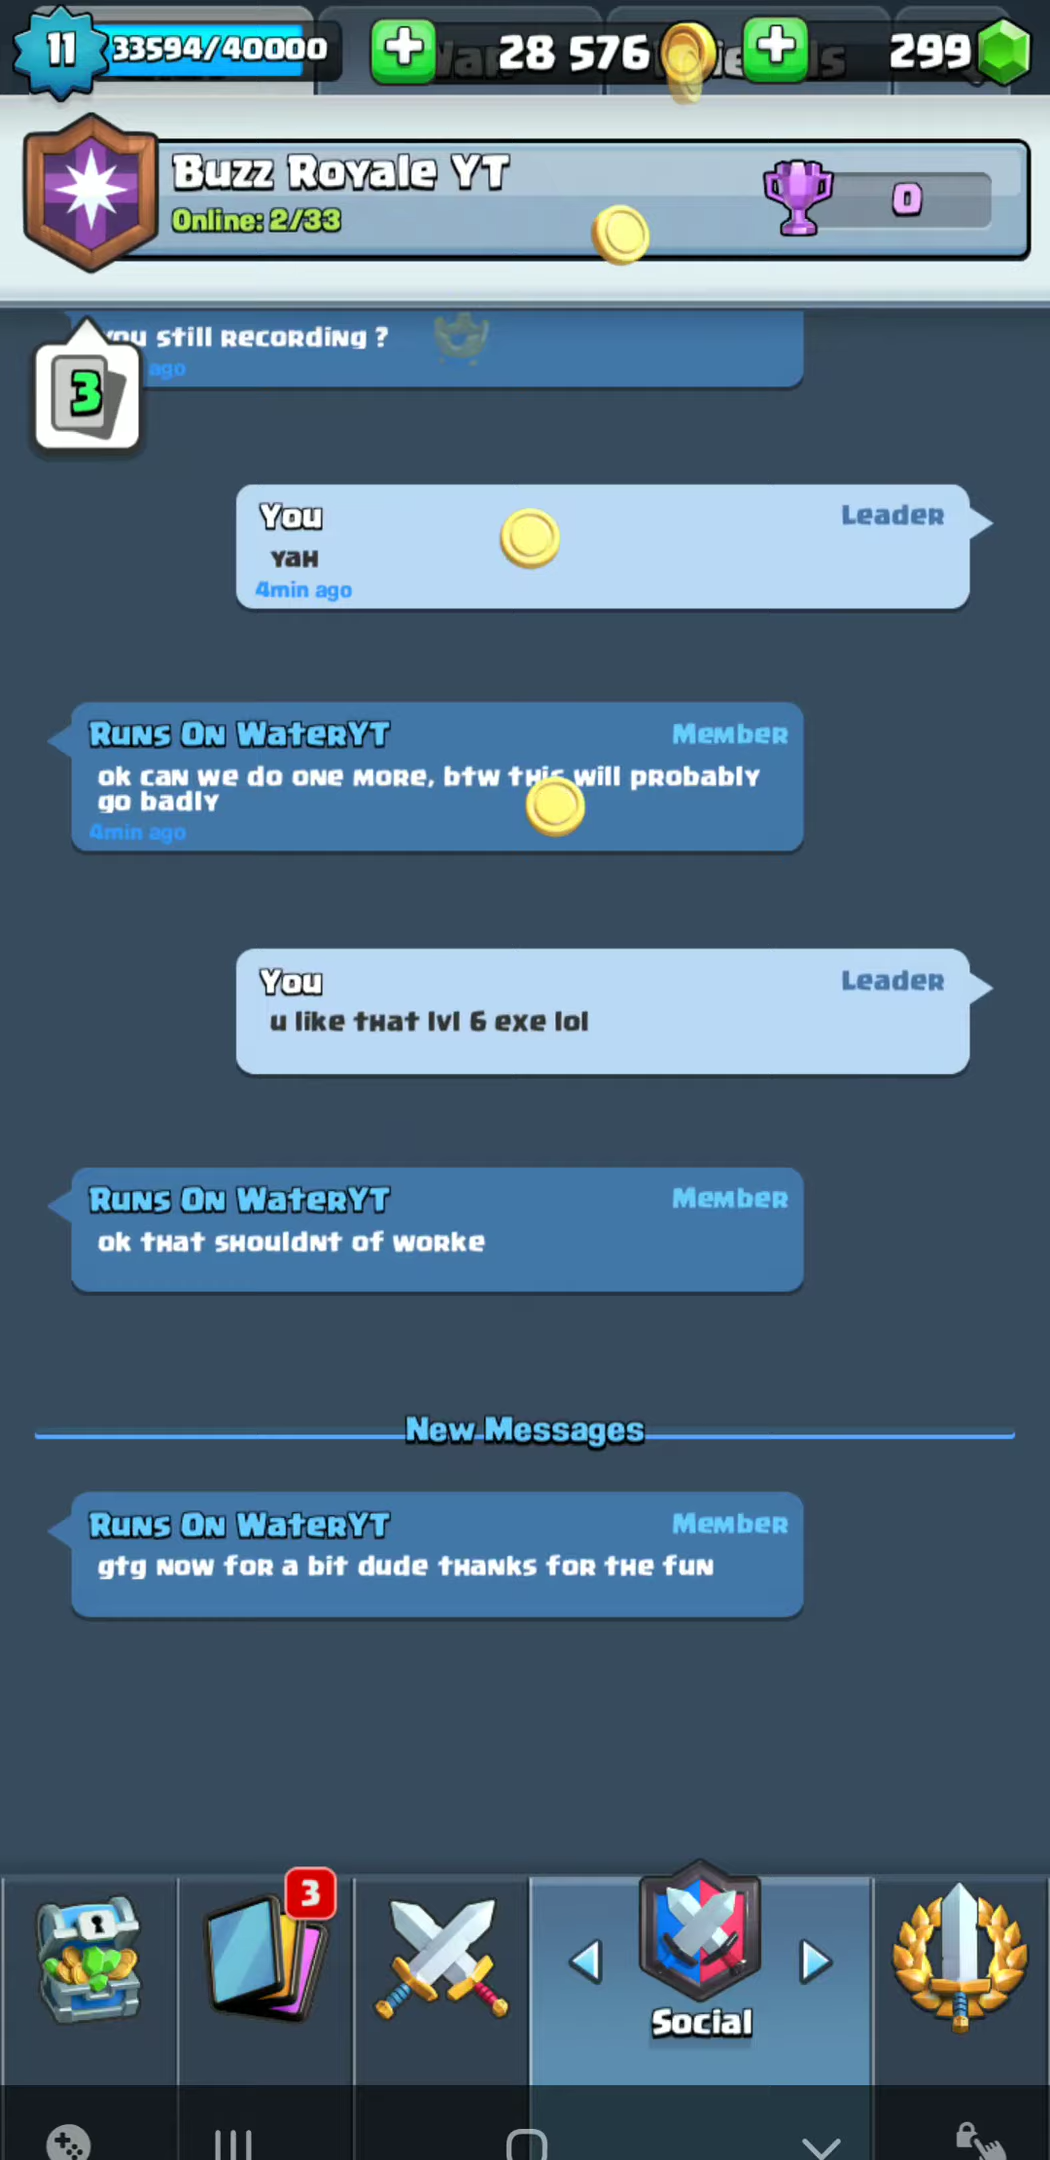 11 33594/40000 28 576 299
Buzz Royale YT
Online: 2/33
0
you still recording ?
ago
3
You Leader
yah
4min ago
Runs On WaterYT Member
ok can we do one more, btw this will probably
go badly
4min ago
You Leader
u like that lvl 6 exe lol
Runs On WaterYT Member
ok that shouldnt of worke
New Messages
Runs On WaterYT Member
gtg now for a bit dude thanks for the fun
3
Social